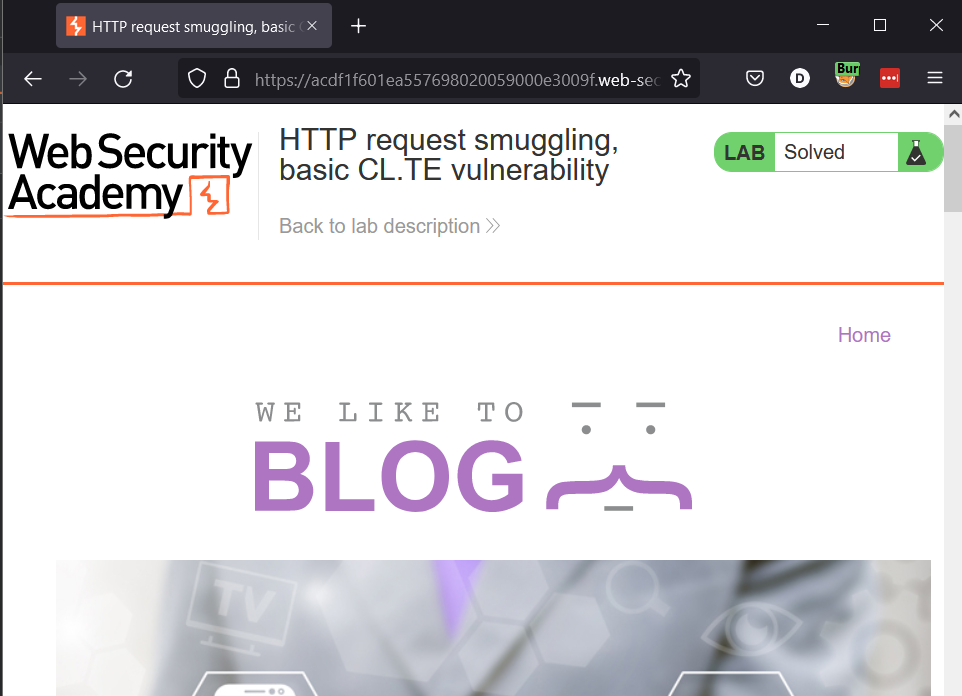 HTTP request smuggling, basic
https://acdf1f601ea557698020059000e3009f.web-sec
Bur
Web Security
Academy
HTTP request smuggling,
basic CL.TE vulnerability
LAB Solved
Back to lab description
Home
WE LIKE TO
BLOG
TV